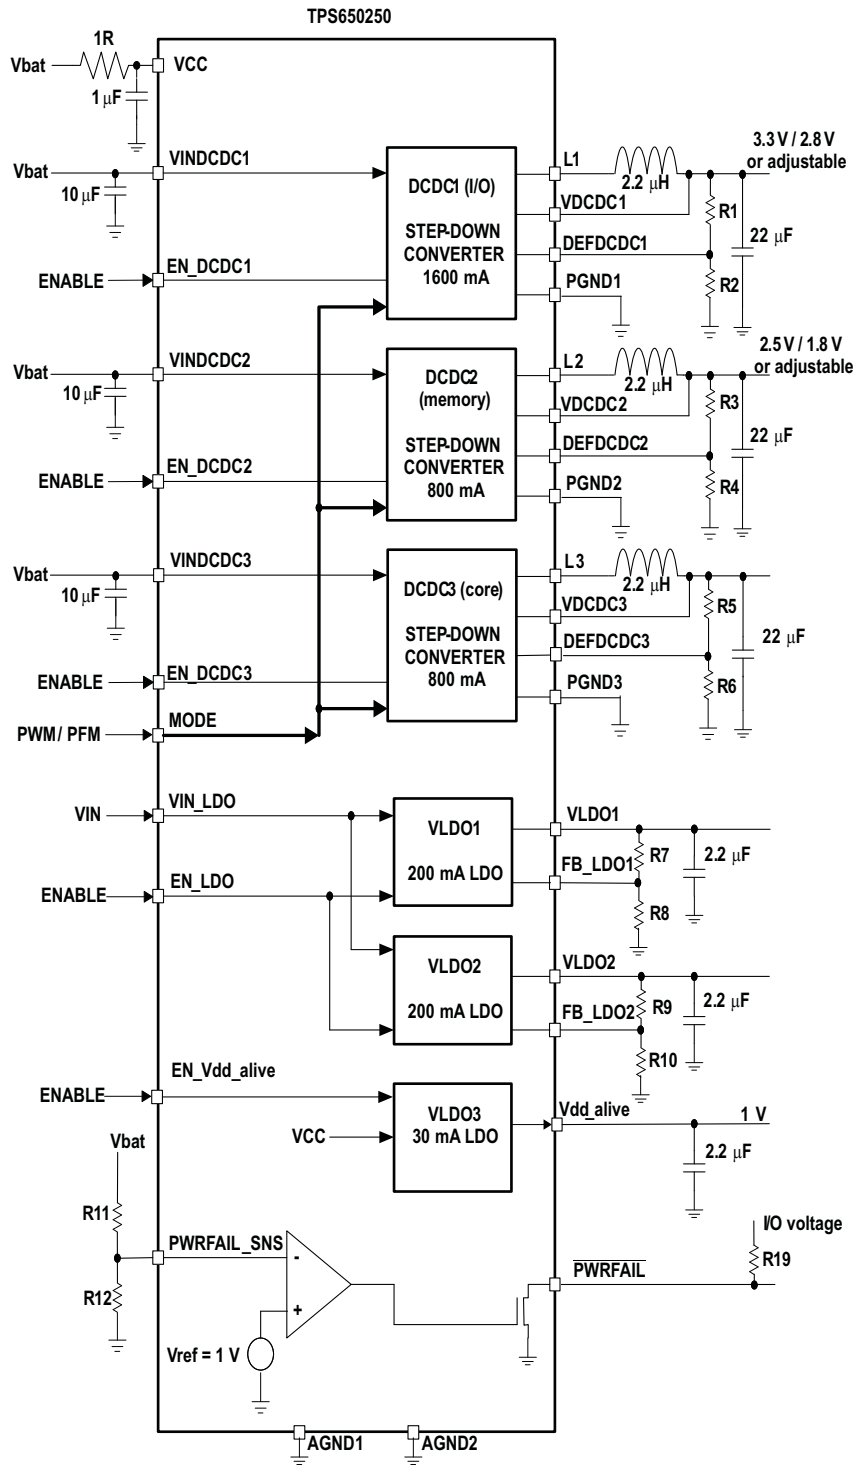 TPS650250
1R
Vbat
VCC
1 μF
Vbat
VINDCDC1
10 μF
ENABLE
EN_DCDC1
DCDC1 (I/O)
STEP-DOWN
CONVERTER
1600 mA
L1
2.2 μH
3.3 V / 2.8 V
or adjustable
VDCDC1
R1
22 μF
DEFDCDC1
R2
PGND1
Vbat
VINDCDC2
10 μF
ENABLE
EN_DCDC2
DCDC2
(memory)
STEP-DOWN
CONVERTER
800 mA
L2
2.2 μH
2.5 V / 1.8 V
or adjustable
VDCDC2
R3
22 μF
DEFDCDC2
R4
PGND2
Vbat
VINDCDC3
10 μF
ENABLE
EN_DCDC3
DCDC3 (core)
STEP-DOWN
CONVERTER
800 mA
L3
2.2 μH
VDCDC3
R5
22 μF
DEFDCDC3
R6
PGND3
PWM/ PFM
MODE
VIN
VIN_LDO
ENABLE
EN_LDO
VLDO1
200 mA LDO
VLDO1
R7
2.2 μF
FB_LDO1
R8
VLDO2
200 mA LDO
VLDO2
R9
2.2 μF
FB_LDO2
R10
ENABLE
EN_Vdd_alive
VCC
VLDO3
30 mA LDO
Vdd_alive
1 V
2.2 μF
Vbat
R11
R12
PWRFAIL_SNS
-
+
Vref = 1 V
PWRFAIL
I/O voltage
R19
AGND1
AGND2